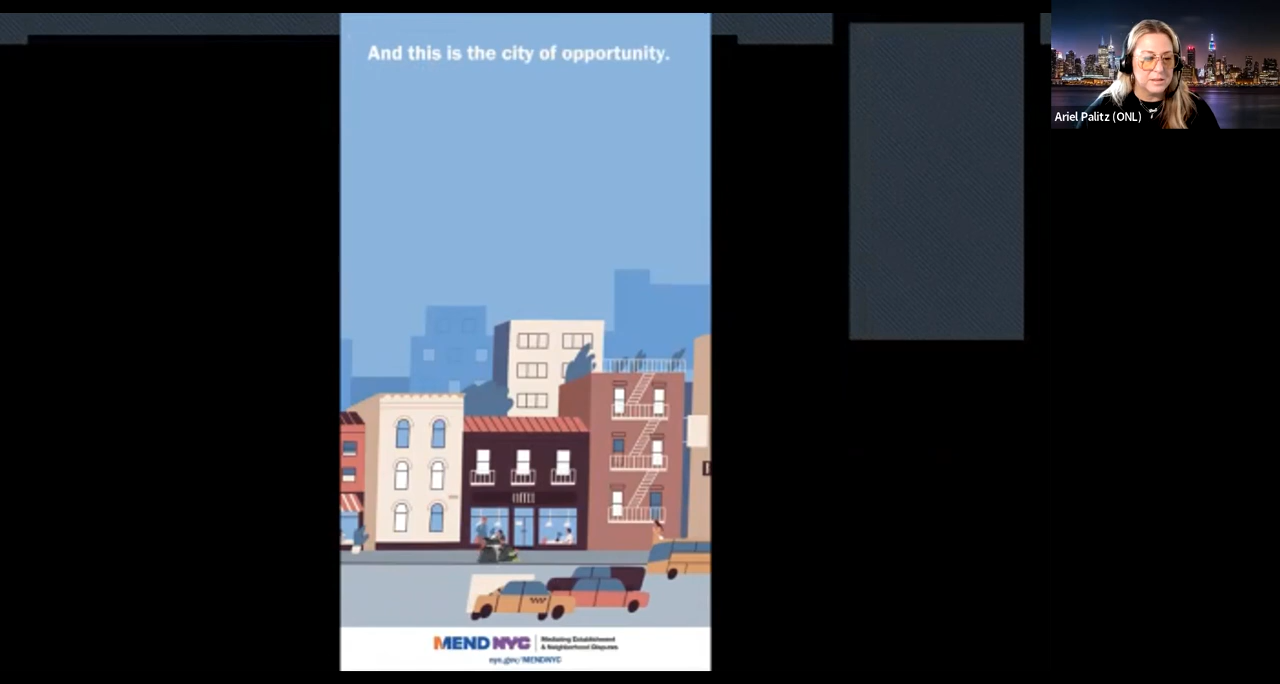 And this is the city of opportunity.
Ariel Palitz (ONL)
MEND NYC
Mediating Establishment
& Neighborhood Disputes
nyc.gov/MENDNYC